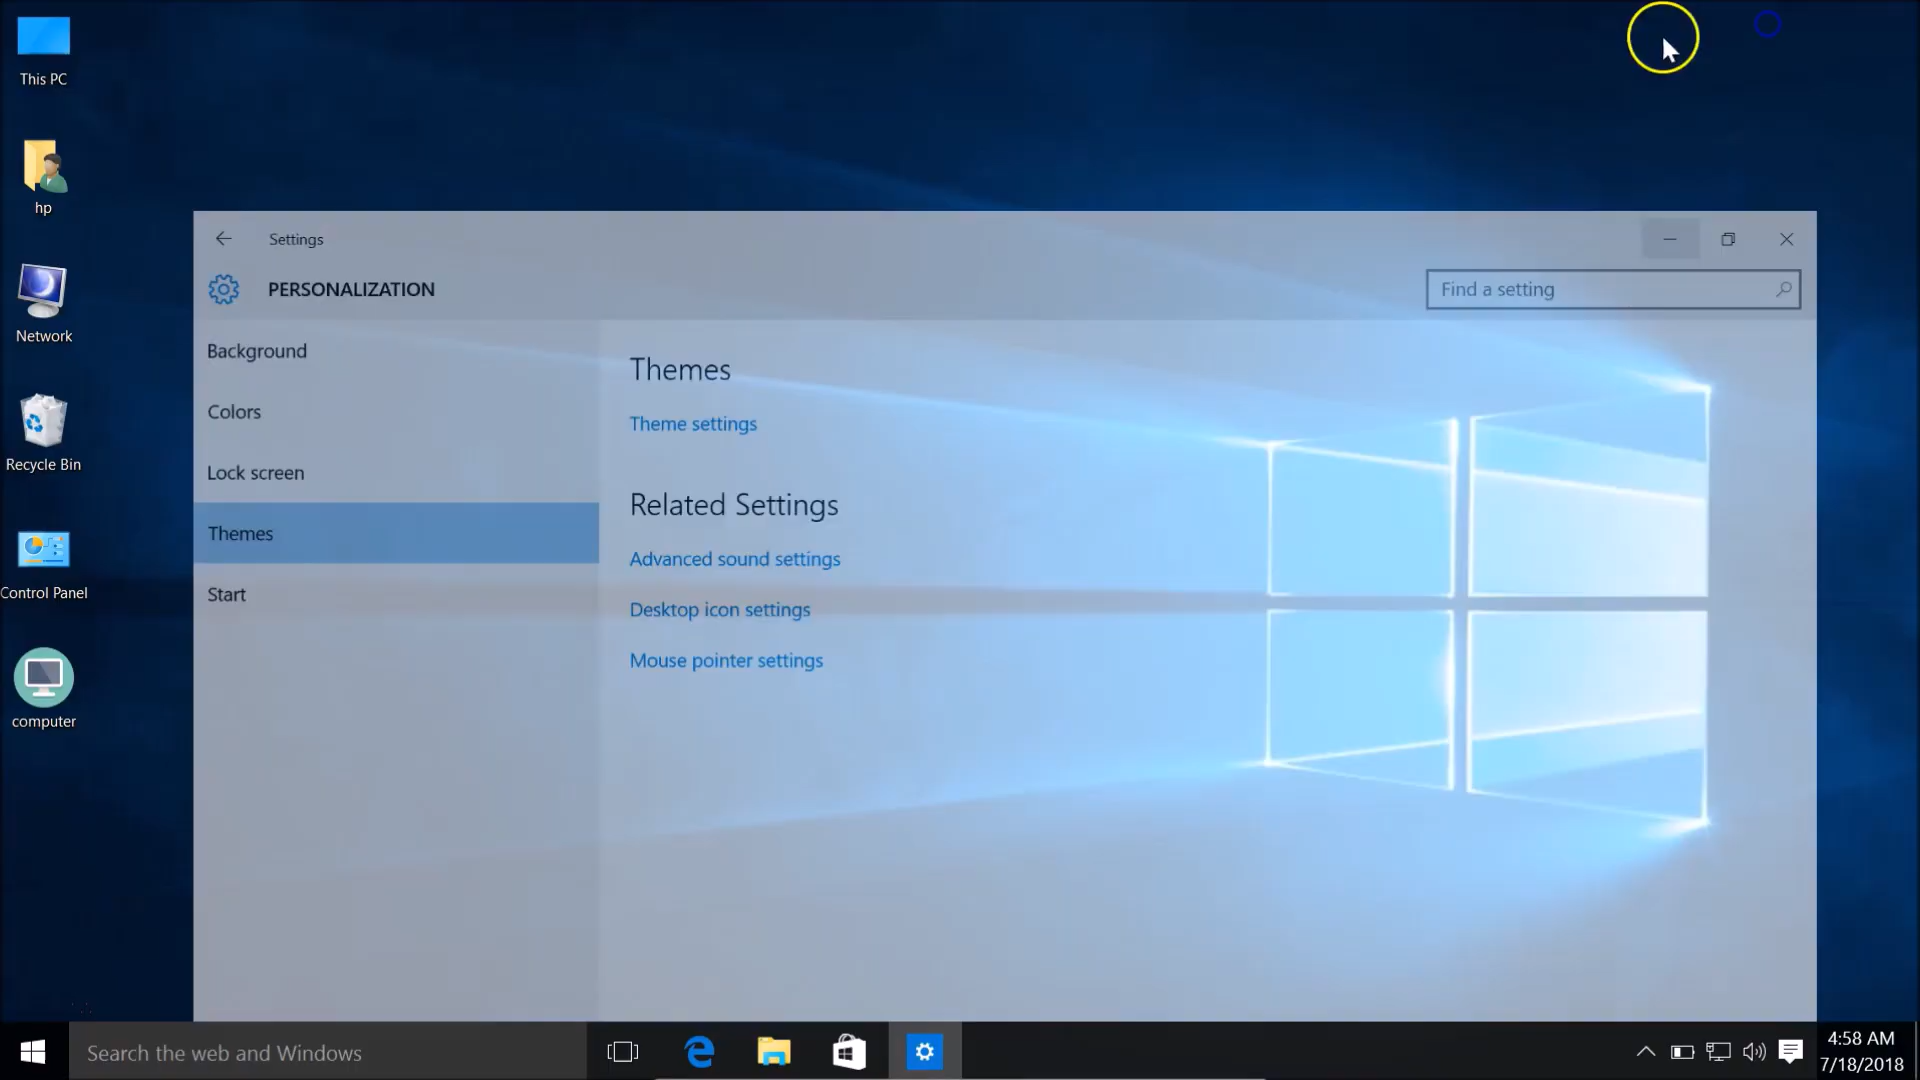 This PC
hp
Network
Recycle Bin
Control Panel
computer
Settings
PERSONALIZATION
Find a setting
Background
Colors
Lock screen
Themes
Start
Themes
Theme settings
Related Settings
Advanced sound settings
Desktop icon settings
Mouse pointer settings
Search the web and Windows
4:58 AM
7/18/2018